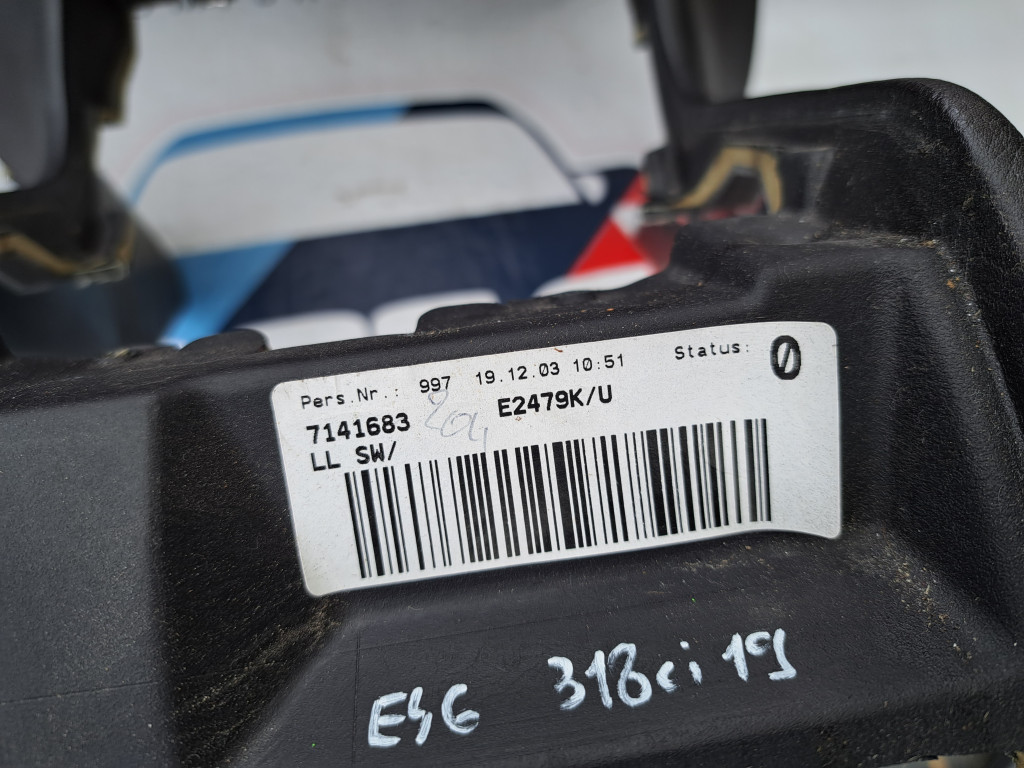 Pers.Nr.: 997 19.12.03 10:51 Status: 0
7141683 E2479K/U
LL SW/
E46 318ci 19